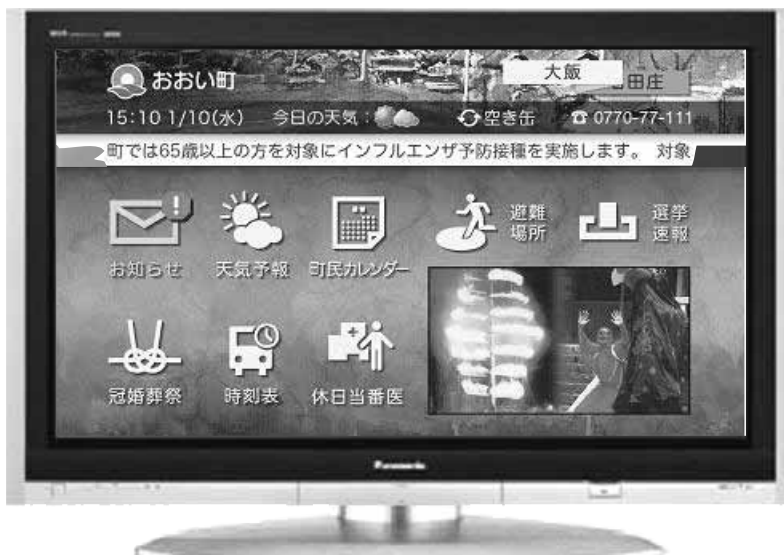 おおい町
大飯
田庄
15:10 1/10(水) 今日の天気: 空き缶 ☎ 0770-77-111
町では65歳以上の方を対象にインフルエンザ予防接種を実施します。 対象
お知らせ 天気予報 町民カレンダー 避難場所 選挙速報
冠婚葬祭 時刻表 休日当番医
Panasonic